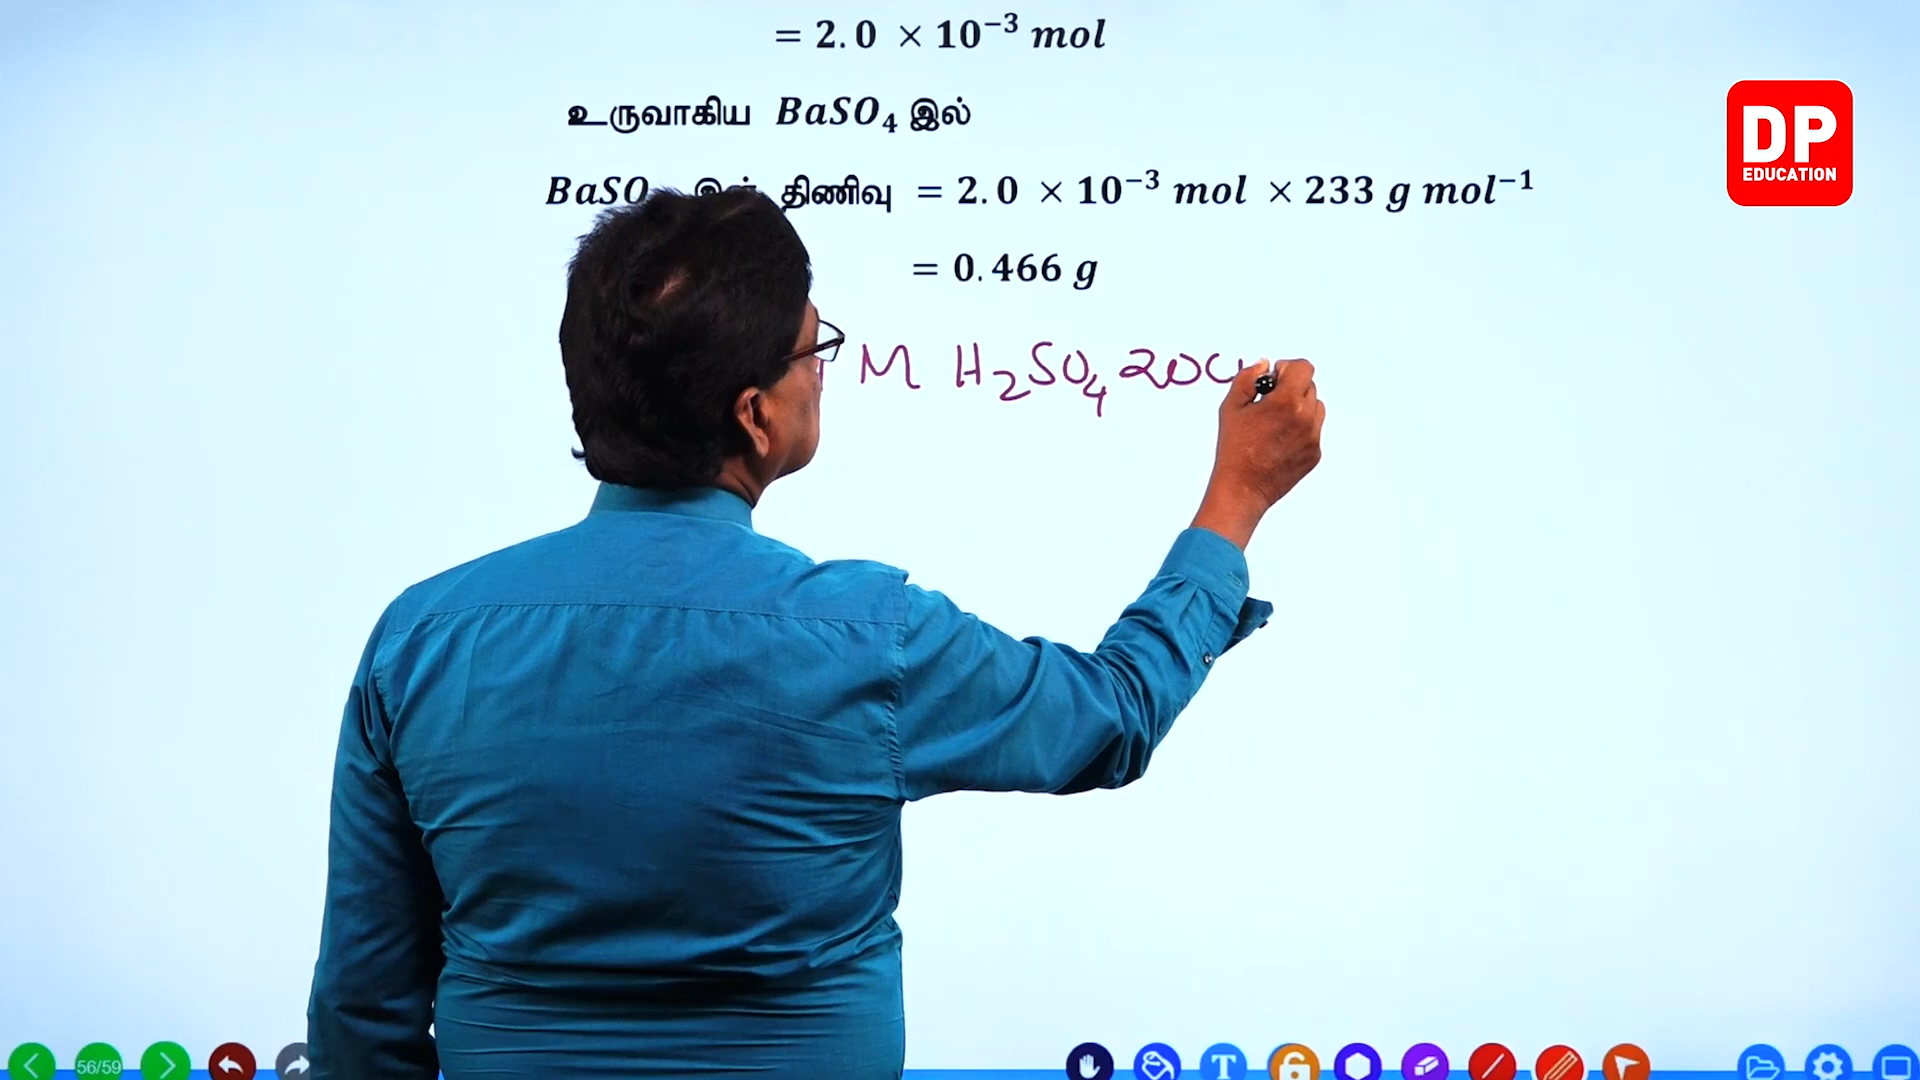 = 2.0 × 10⁻³ mol
உருவாகிய BaSO₄ இல்
BaSO திணிவு = 2.0 × 10⁻³ mol × 233 g mol⁻¹
= 0.466 g
M H₂SO₄ 20
DP
EDUCATION
56/59
T